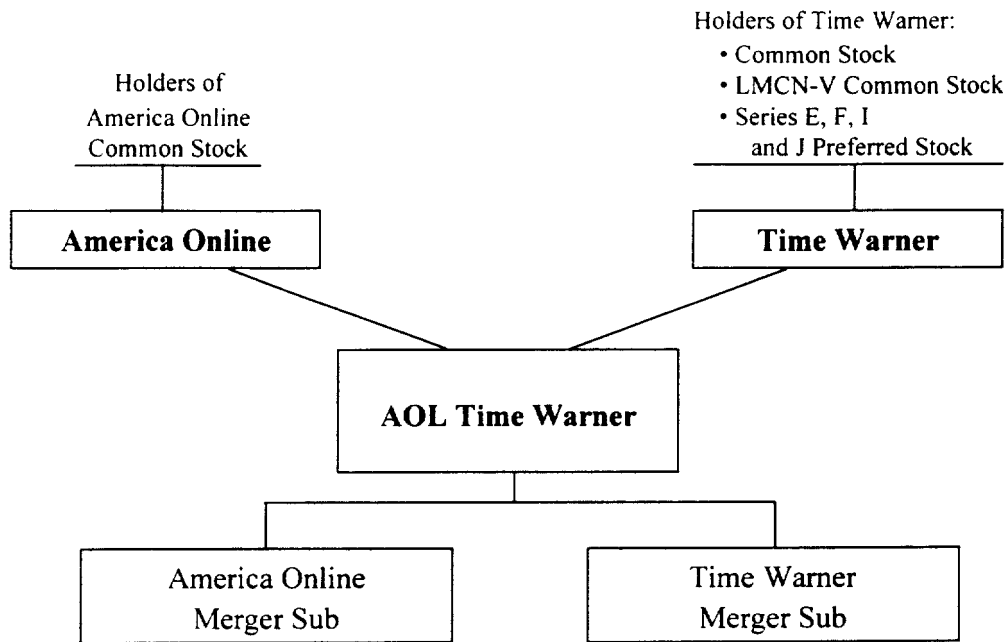 Holders of
America Online
Common Stock
Holders of Time Warner:
• Common Stock
• LMCN-V Common Stock
• Series E, F, I
and J Preferred Stock
America Online
Time Warner
AOL Time Warner
America Online
Merger Sub
Time Warner
Merger Sub